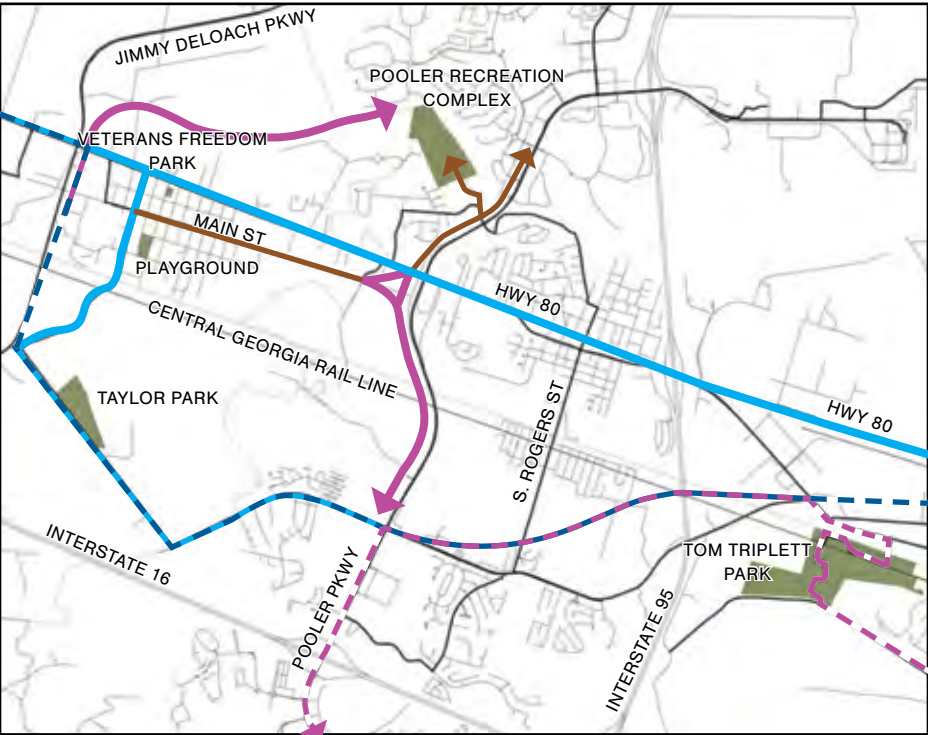 JIMMY DELOACH PKWY
POOLER RECREATION
COMPLEX
VETERANS FREEDOM
PARK
MAIN ST
PLAYGROUND
HWY 80
CENTRAL GEORGIA RAIL LINE
TAYLOR PARK
HWY 80
S. ROGERS ST
INTERSTATE 16
TOM TRIPLETT
PARK
POOLER PKWY
INTERSTATE 95